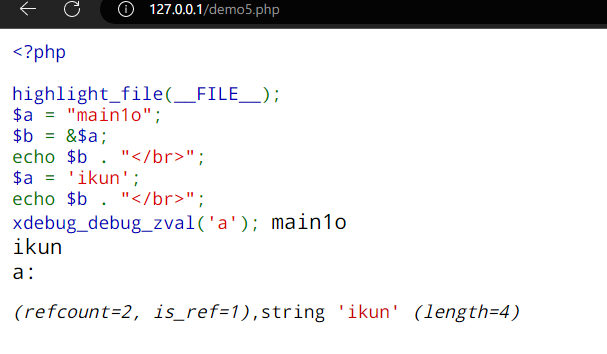 127.0.0.1/demo5.php
<?php
highlight_file(__FILE__);
$a = "main1o";
$b = &$a;
echo $b . "</br>";
$a = 'ikun';
echo $b . "</br>";
xdebug_debug_zval('a'); main1o
ikun
a:
(refcount=2, is_ref=1),string 'ikun' (length=4)